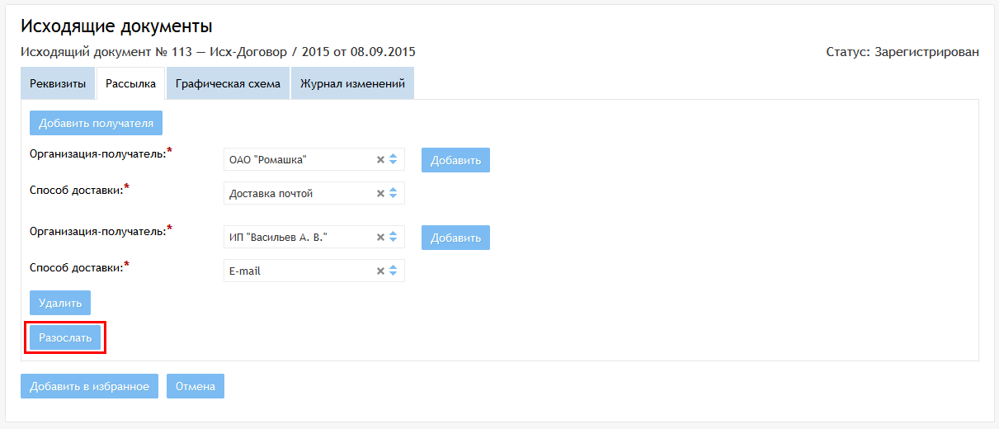 Исходящие документы
Исходящий документ № 113 — Исх-Договор / 2015 от 08.09.2015 Статус: Зарегистрирован
Реквизиты Рассылка Графическая схема Журнал изменений
Добавить получателя
Организация-получатель:* ОАО "Ромашка" Добавить
Способ доставки:* Доставка почтой
Организация-получатель:* ИП "Васильев А. В." Добавить
Способ доставки:* E-mail
Удалить
Разослать
Добавить в избранное Отмена